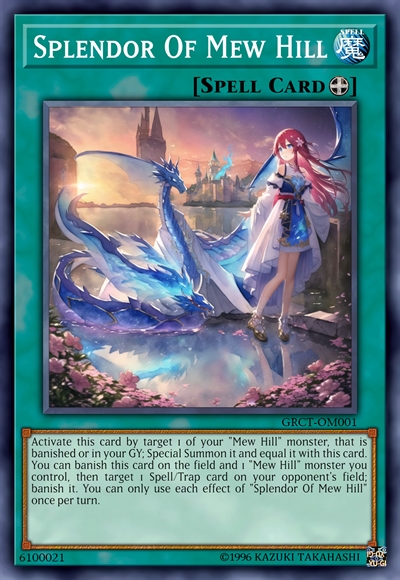 SPLENDOR OF MEW HILL
SPELL
魔
[SPELL CARD]
GRCT-OM001
Activate this card by target 1 of your "Mew Hill" monster, that is
banished or in your GY; Special Summon it and equal it with this card.
You can banish this card on the field and 1 "Mew Hill" monster you
control, then target 1 Spell/Trap card on your opponent's field;
banish it. You can only use each effect of "Splendor Of Mew Hill"
once per turn.
6100021
©1996 KAZUKI TAKAHASHI